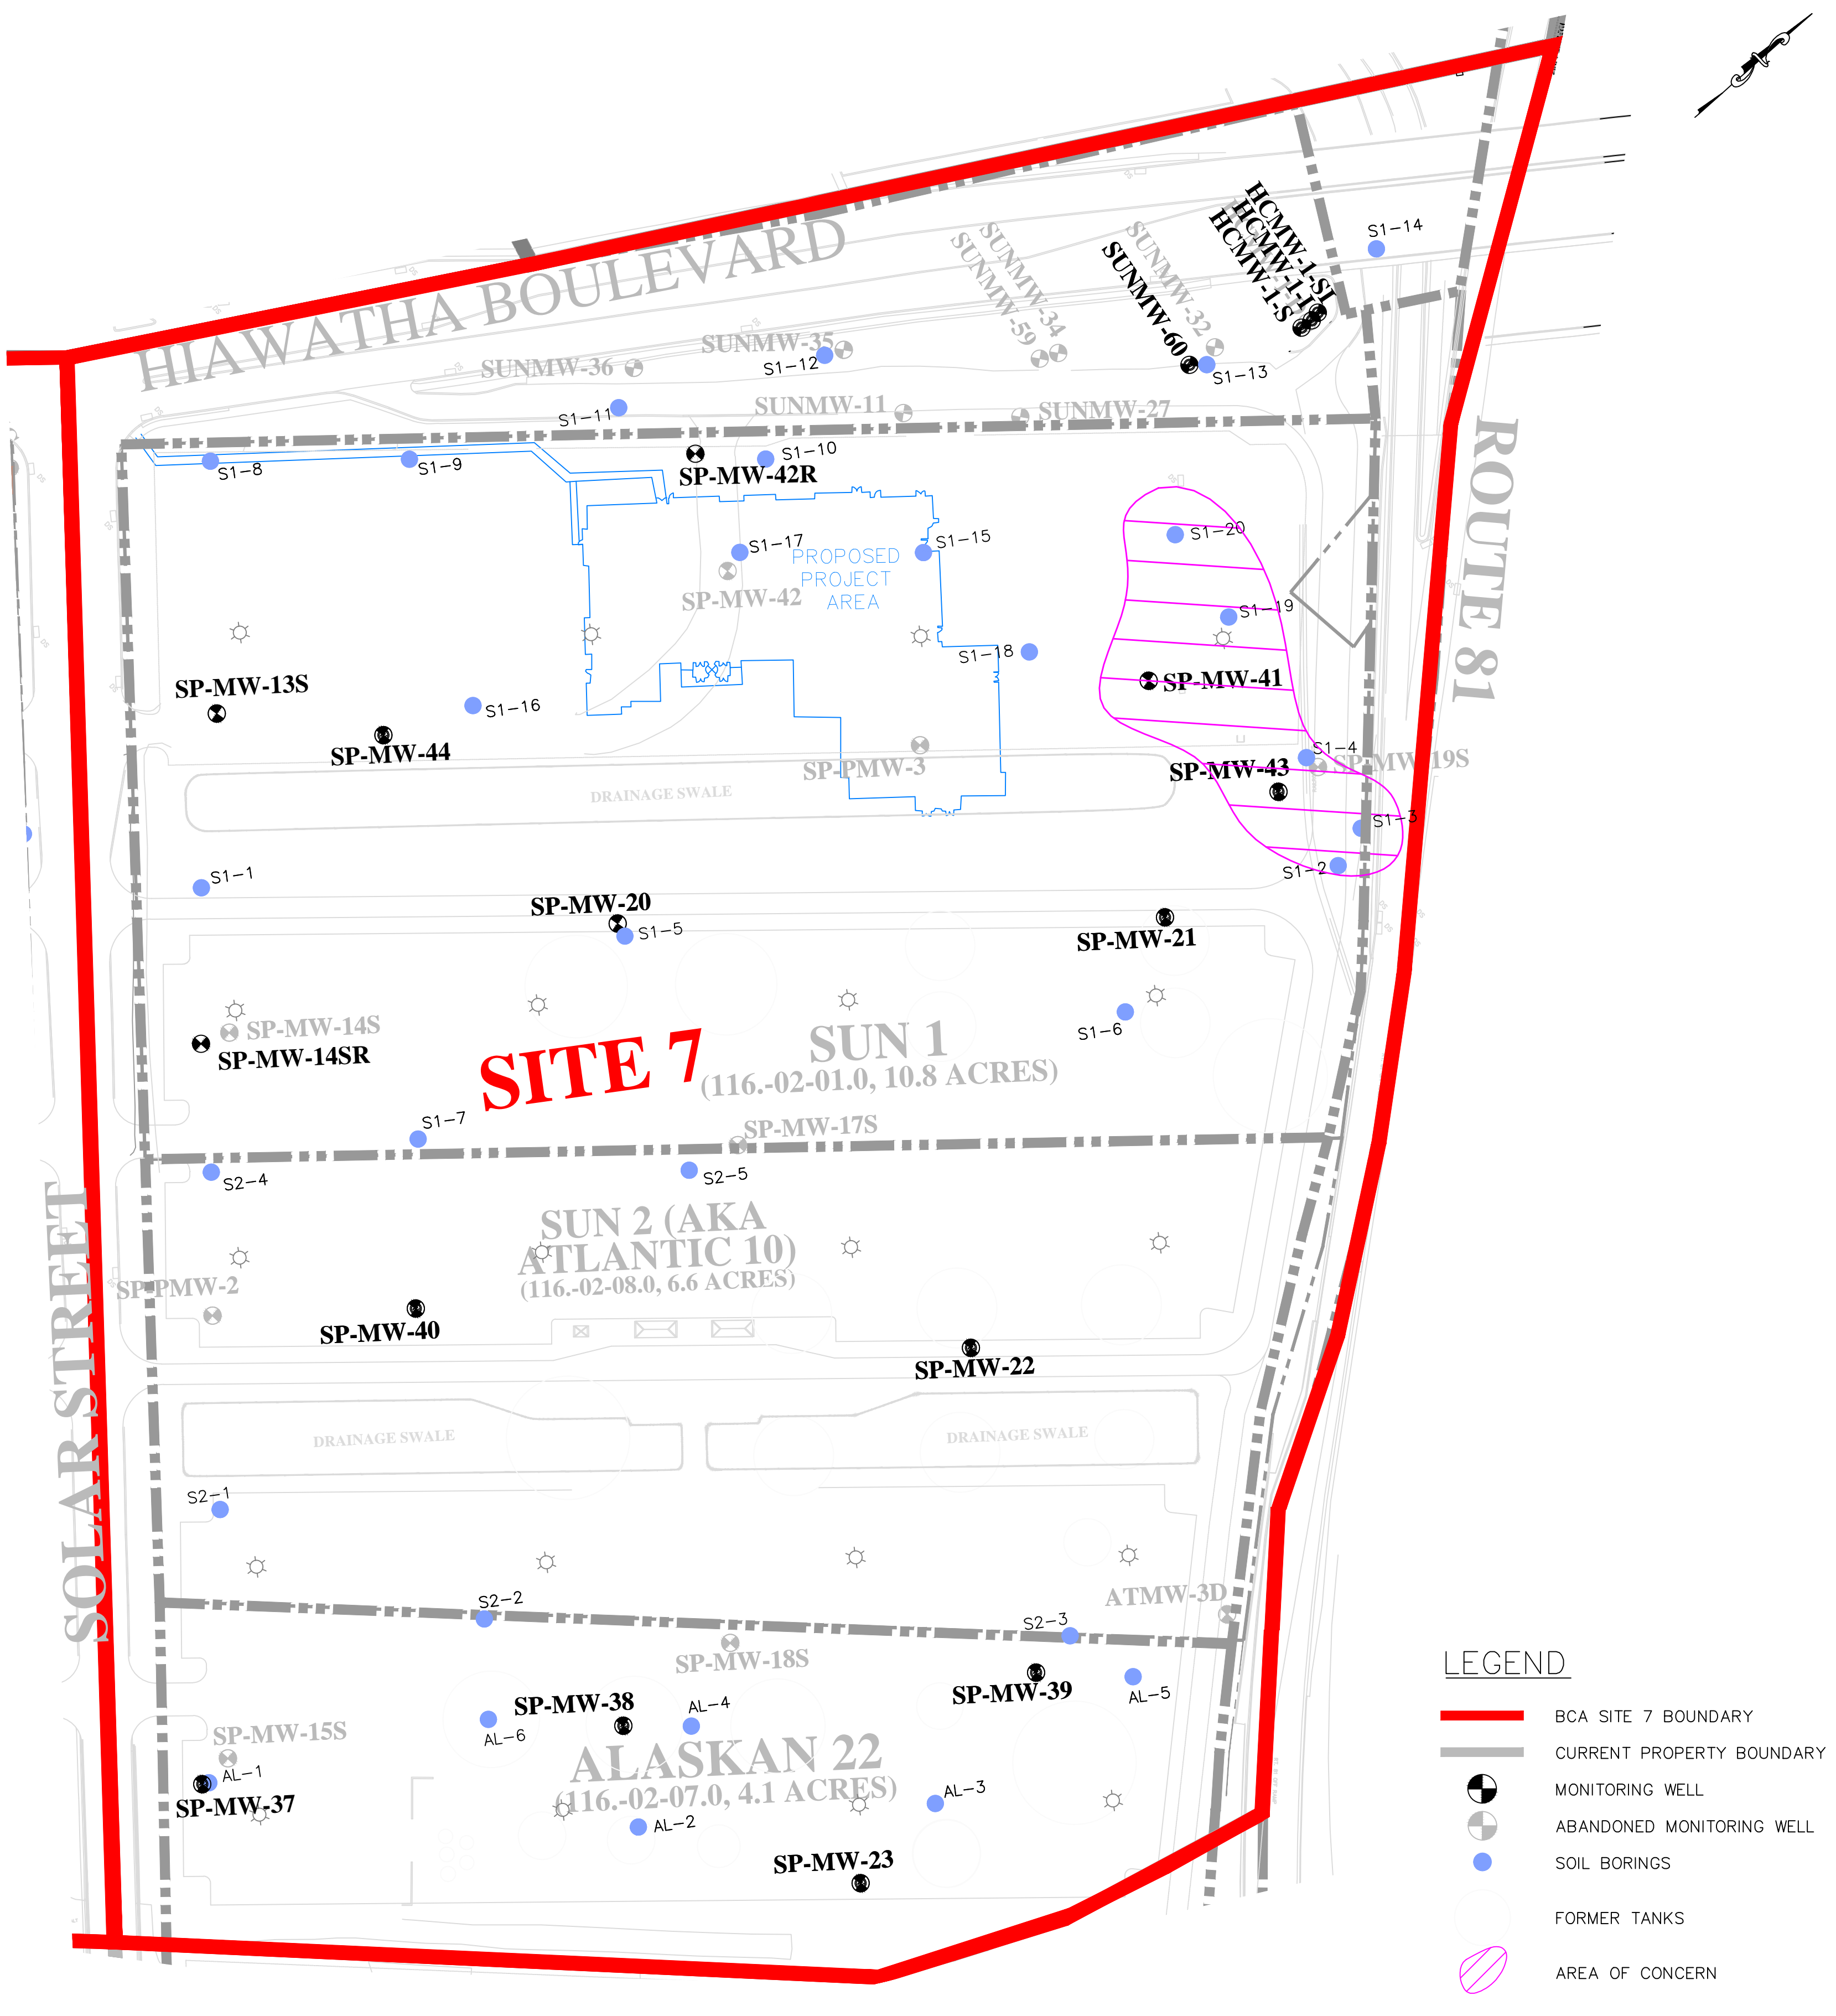 HIAWATHA BOULEVARD
HCMW-1-SI
HCMW-1-I
HCMW-1-S
S1-14
SUNMW-32
SUNMW-60
SUNMW-34
SUNMW-59
SUNMW-35
SUNMW-36
S1-12
S1-13
S1-11
SUNMW-11
SUNMW-27
S1-8
S1-9
S1-10
SP-MW-42R
ROUTE 81
S1-20
S1-17
S1-15
PROPOSED
PROJECT
AREA
SP-MW-42
S1-19
S1-18
SP-MW-13S
SP-MW-41
S1-16
SP-MW-44
S1-4
SP-MW-19S
SP-PMW-3
SP-MW-43
DRAINAGE SWALE
S1-3
S1-1
S1-2
SP-MW-20
S1-5
SP-MW-21
SP-MW-14S
SP-MW-14SR
S1-6
SITE 7
SUN 1
(116.-02-01.0, 10.8 ACRES)
S1-7
SP-MW-17S
S2-4
S2-5
SUN 2 (AKA
ATLANTIC 10)
(116.-02-08.0, 6.6 ACRES)
SOLAR STREET
SP-PMW-2
SP-MW-40
SP-MW-22
DRAINAGE SWALE
DRAINAGE SWALE
S2-1
S2-2
ATMW-3D
S2-3
SP-MW-18S
SP-MW-39
AL-5
SP-MW-38
AL-4
AL-6
SP-MW-15S
AL-1
SP-MW-37
ALASKAN 22
(116.-02-07.0, 4.1 ACRES)
AL-3
AL-2
SP-MW-23
LEGEND
BCA SITE 7 BOUNDARY
CURRENT PROPERTY BOUNDARY
MONITORING WELL
ABANDONED MONITORING WELL
SOIL BORINGS
FORMER TANKS
AREA OF CONCERN